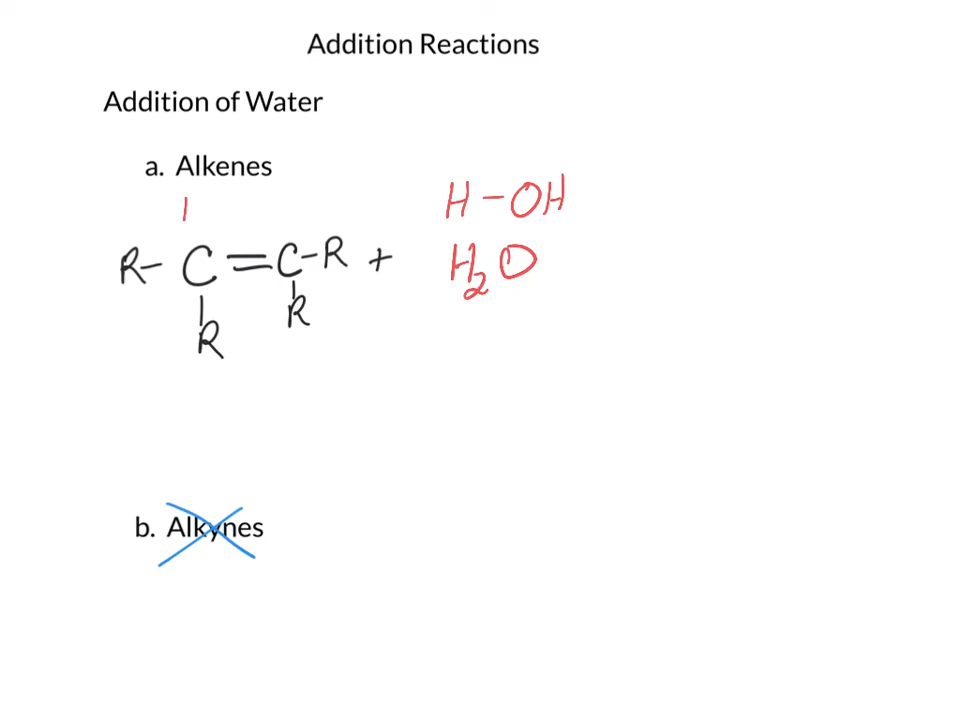 Addition Reactions
Addition of Water
a. Alkenes
H-OH
R-C=C-R + H2O
R R
b. Alkynes